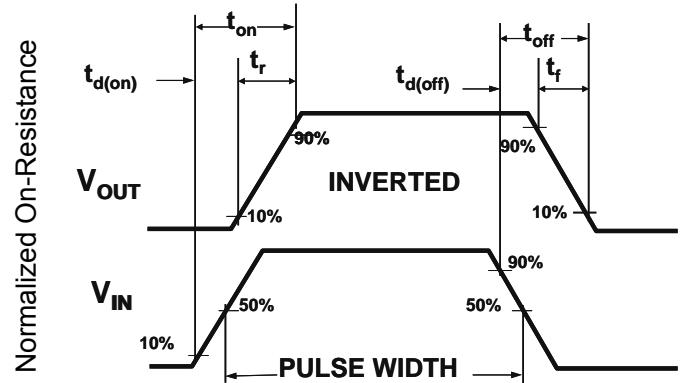 Normalized On-Resistance
ton
toff
td(on)
tr
td(off)
tf
90%
90%
VOUT
INVERTED
10%
10%
90%
VIN
50%
50%
10%
PULSE WIDTH